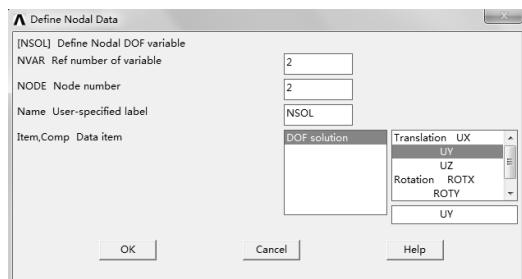 Define Nodal Data
[NSOL] Define Nodal DOF variable
NVAR Ref number of variable 2
NODE Node number 2
Name User-specified label NSOL
Item,Comp Data item DOF solution Translation UX
UY
UZ
Rotation ROTX
ROTY
UY
OK Cancel Help